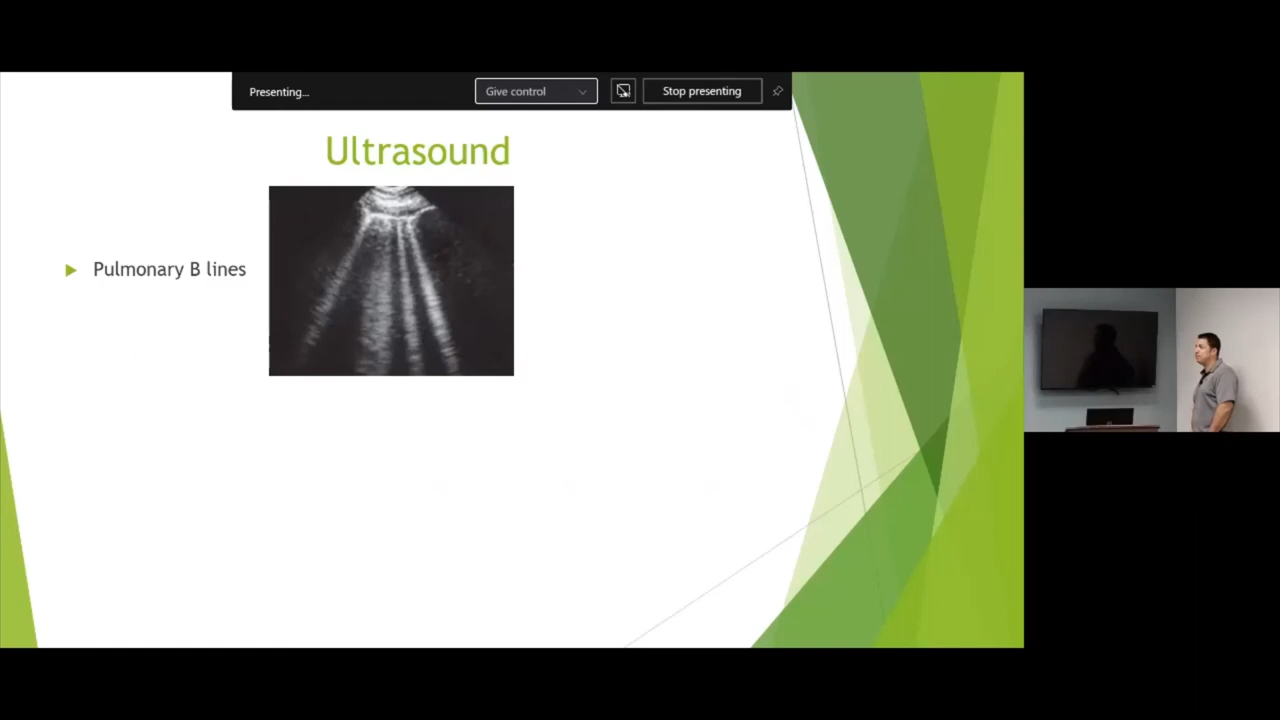 Presenting...
Give control
Stop presenting
Ultrasound
Pulmonary B lines